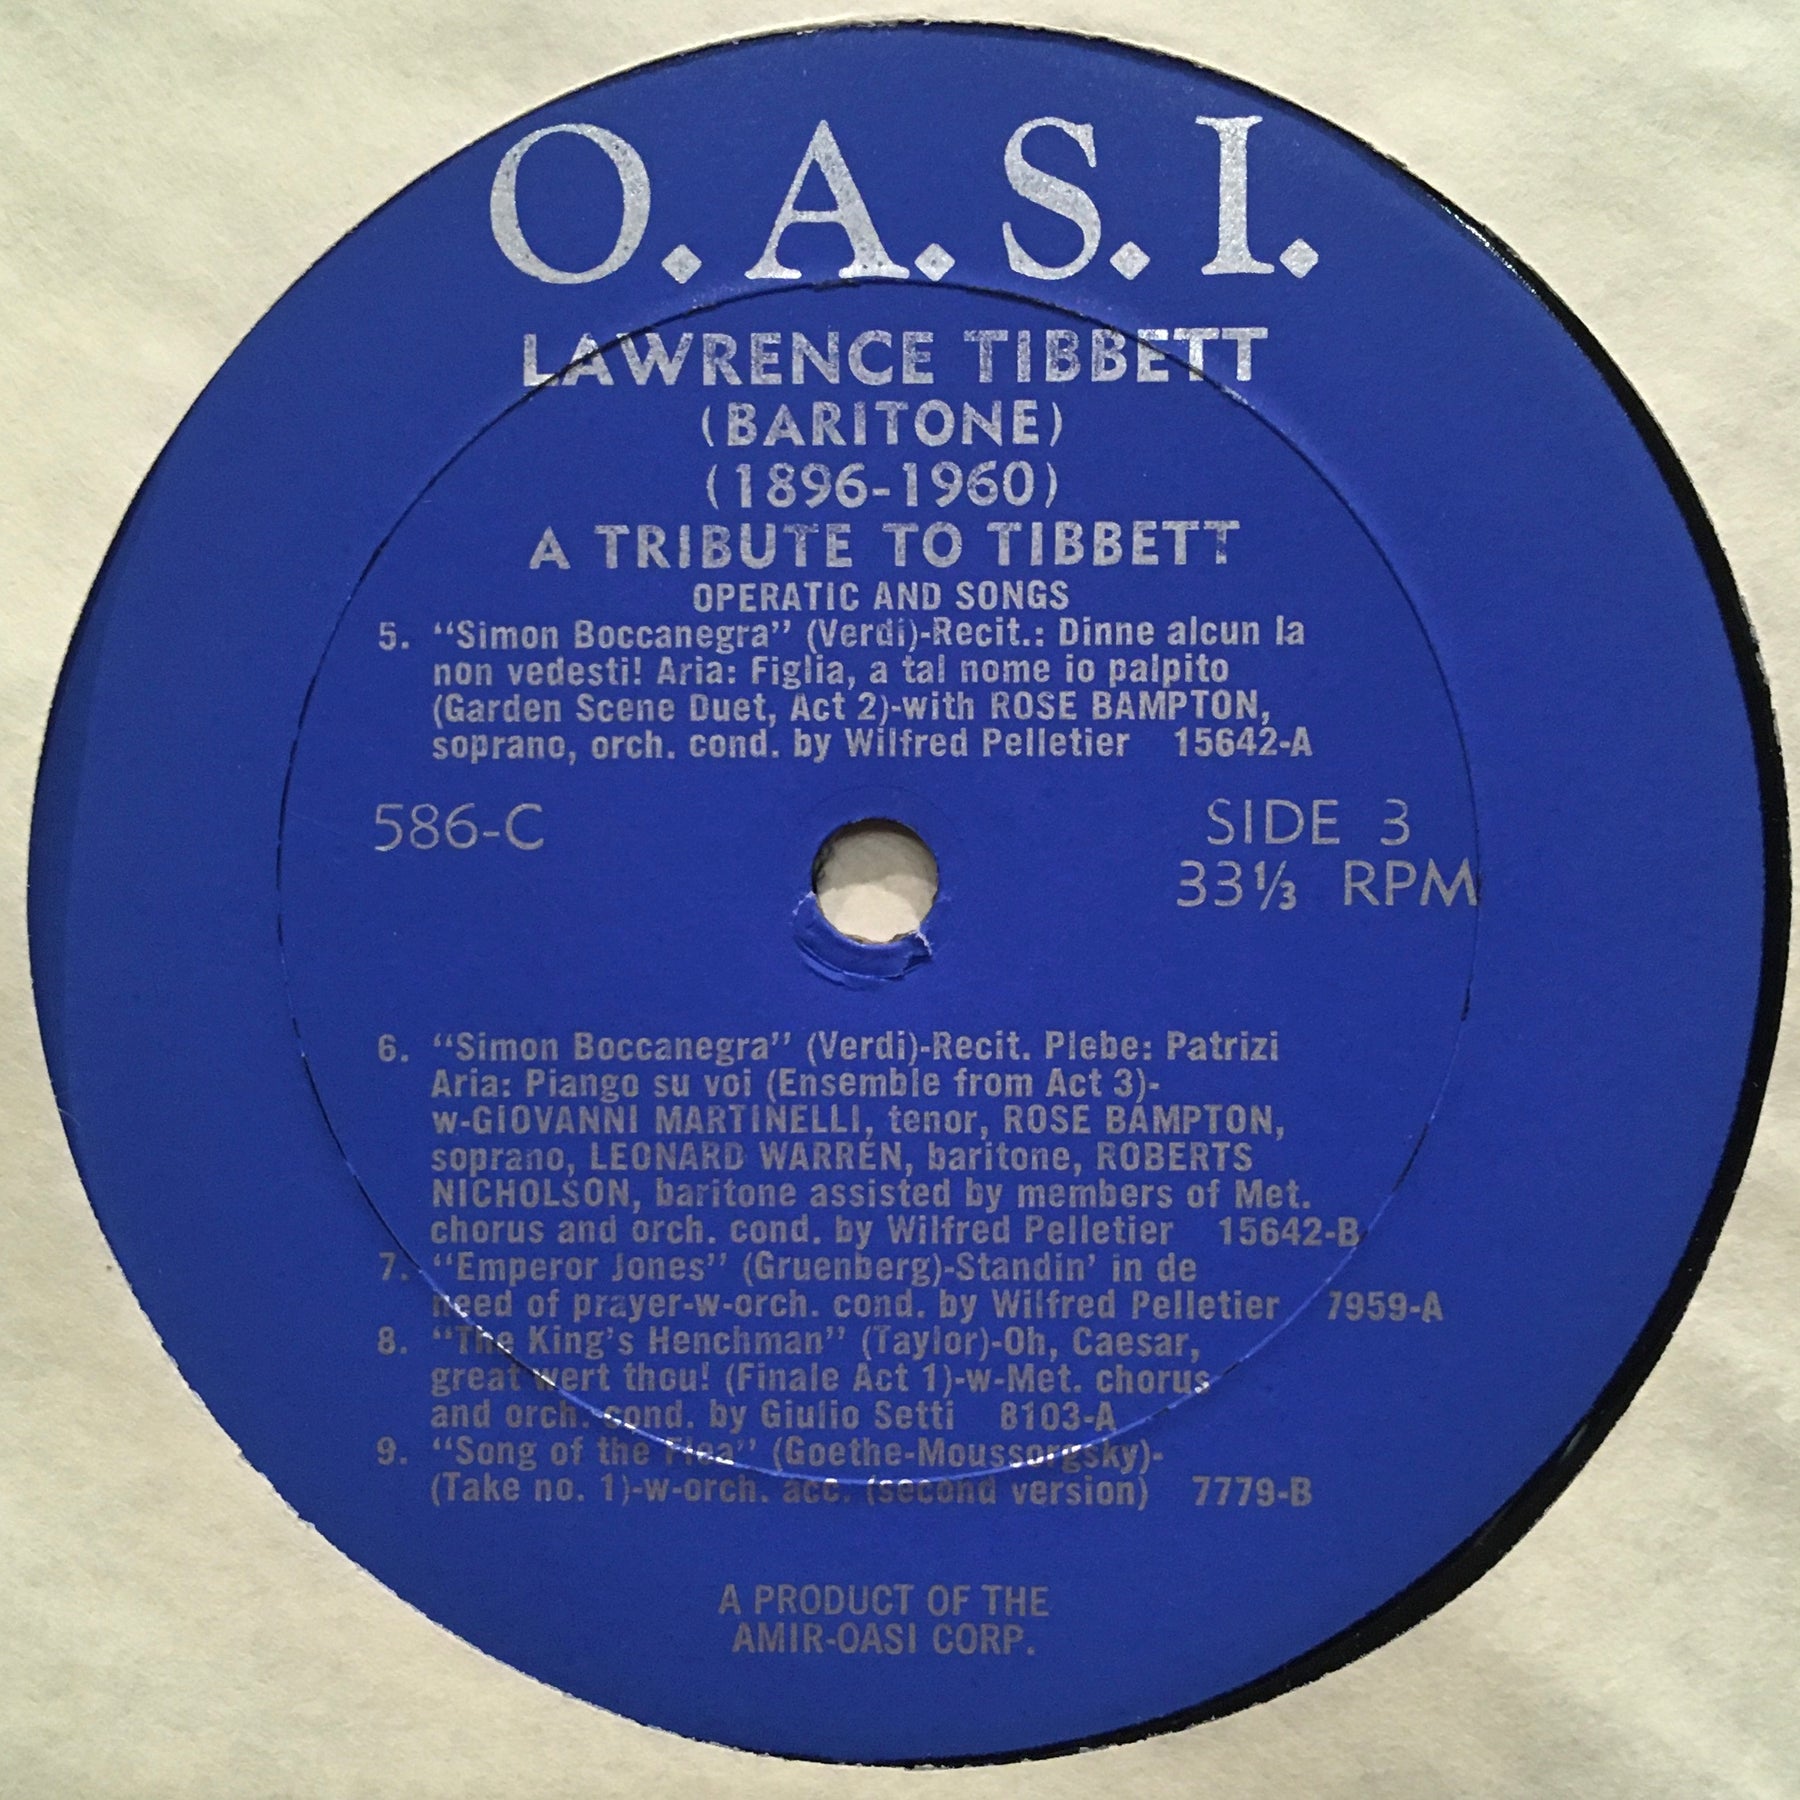 O.A.S.I.
LAWRENCE TIBBETT
(BARITONE)
(1896-1960)
A TRIBUTE TO TIBBETT
OPERATIC AND SONGS
5. "Simon Boccanegra" (Verdi)-Recit.: Dinne alcun la
non vedesti! Aria: Figlia, a tal nome io palpito
(Garden Scene Duet, Act 2)-with ROSE BAMPTON,
soprano, orch. cond. by Wilfred Pelletier 15642-A
586-C
SIDE 3
33⅓ RPM
6. "Simon Boccanegra" (Verdi)-Recit. Plebe: Patrizi
Aria: Piango su voi (Ensemble from Act 3)-
w-GIOVANNI MARTINELLI, tenor, ROSE BAMPTON,
soprano, LEONARD WARREN, baritone, ROBERTS
NICHOLSON, baritone assisted by members of Met.
chorus and orch. cond. by Wilfred Pelletier 15642-B
7. "Emperor Jones" (Gruenberg)-Standin' in de
need of prayer-w-orch. cond. by Wilfred Pelletier 7959-A
8. "The King's Henchman" (Taylor)-Oh, Caesar,
great wert thou! (Finale Act 1)-w-Met. chorus
and orch. cond. by Giulio Setti 8103-A
9. "Song of the Flea" (Goethe-Moussorgsky)-
(Take no. 1)-w-orch. acc. (second version) 7779-B
A PRODUCT OF THE
AMIR-OASI CORP.